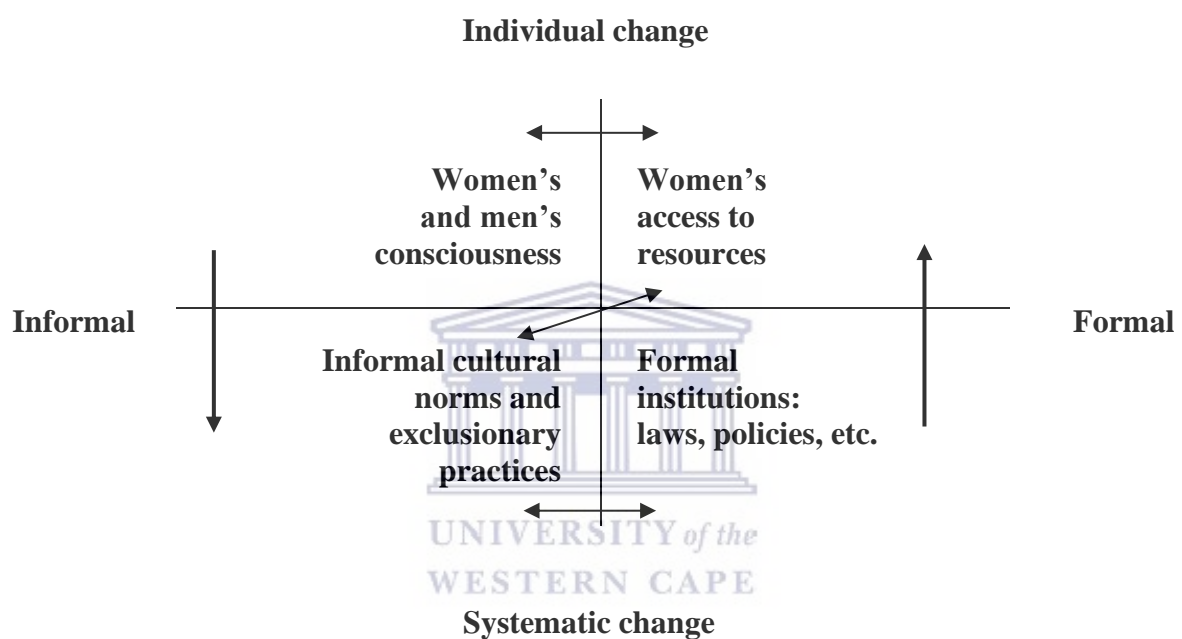 Individual change
Women’s
and men’s
consciousness
Women’s
access to
resources
Informal
Formal
Informal cultural
norms and
exclusionary
practices
Formal
institutions:
laws, policies, etc.
UNIVERSITY of the
WESTERN CAPE
Systematic change